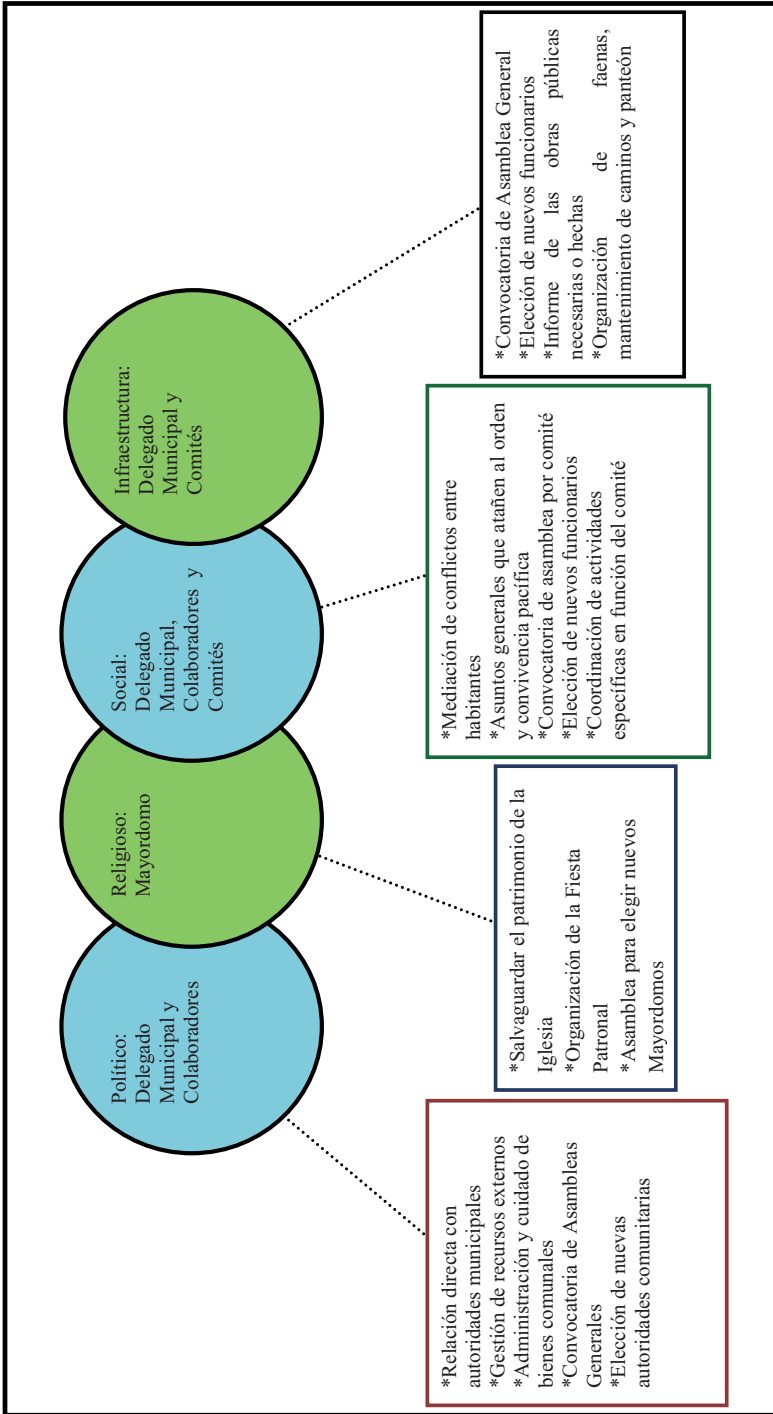 Político:
Delegado
Municipal y
Colaboradores
Religioso:
Mayordomo
Social:
Delegado
Municipal,
Colaboradores y
Comités
Infraestructura:
Delegado
Municipal y
Comités
*Relación directa con
autoridades municipales
*Gestión de recursos externos
*Administración y cuidado de
bienes comunales
*Convocatoria de Asambleas
Generales
*Elección de nuevas
autoridades comunitarias
*Salvaguardar el patrimonio de la
Iglesia
*Organización de la Fiesta
Patronal
*Asamblea para elegir nuevos
Mayordomos
*Mediación de conflictos entre
habitantes
*Asuntos generales que atañen al orden
y convivencia pacífica
*Convocatoria de asamblea por comité
*Elección de nuevos funcionarios
*Coordinación de actividades
específicas en función del comité
*Convocatoria de Asamblea General
*Elección de nuevos funcionarios
*Informe de las obras públicas
necesarias o hechas
*Organización de faenas,
mantenimiento de caminos y panteón